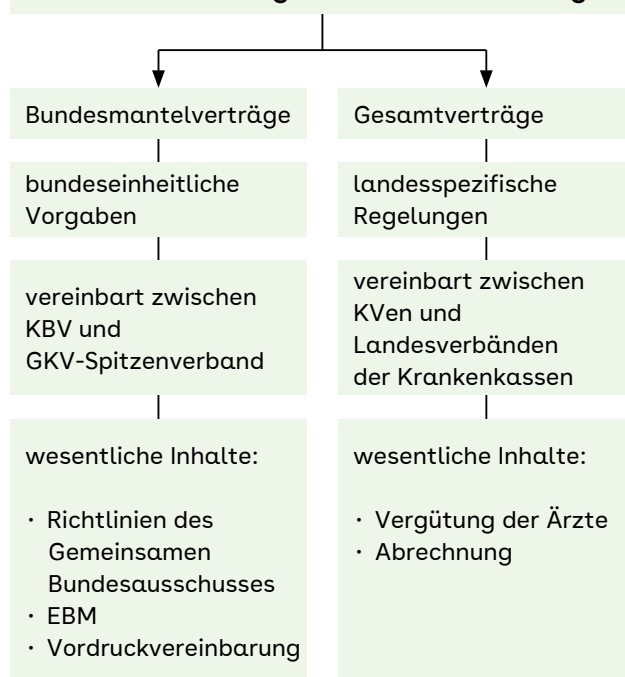 Bundesmantelverträge
bundeseinheitliche
Vorgaben
vereinbart zwischen
KBV und
GKV-Spitzenverband
wesentliche Inhalte:
· Richtlinien des
Gemeinsamen
Bundesausschusses
· EBM
· Vordruckvereinbarung
Gesamtverträge
landesspezifische
Regelungen
vereinbart zwischen
KVen und
Landesverbänden
der Krankenkassen
wesentliche Inhalte:
· Vergütung der Ärzte
· Abrechnung